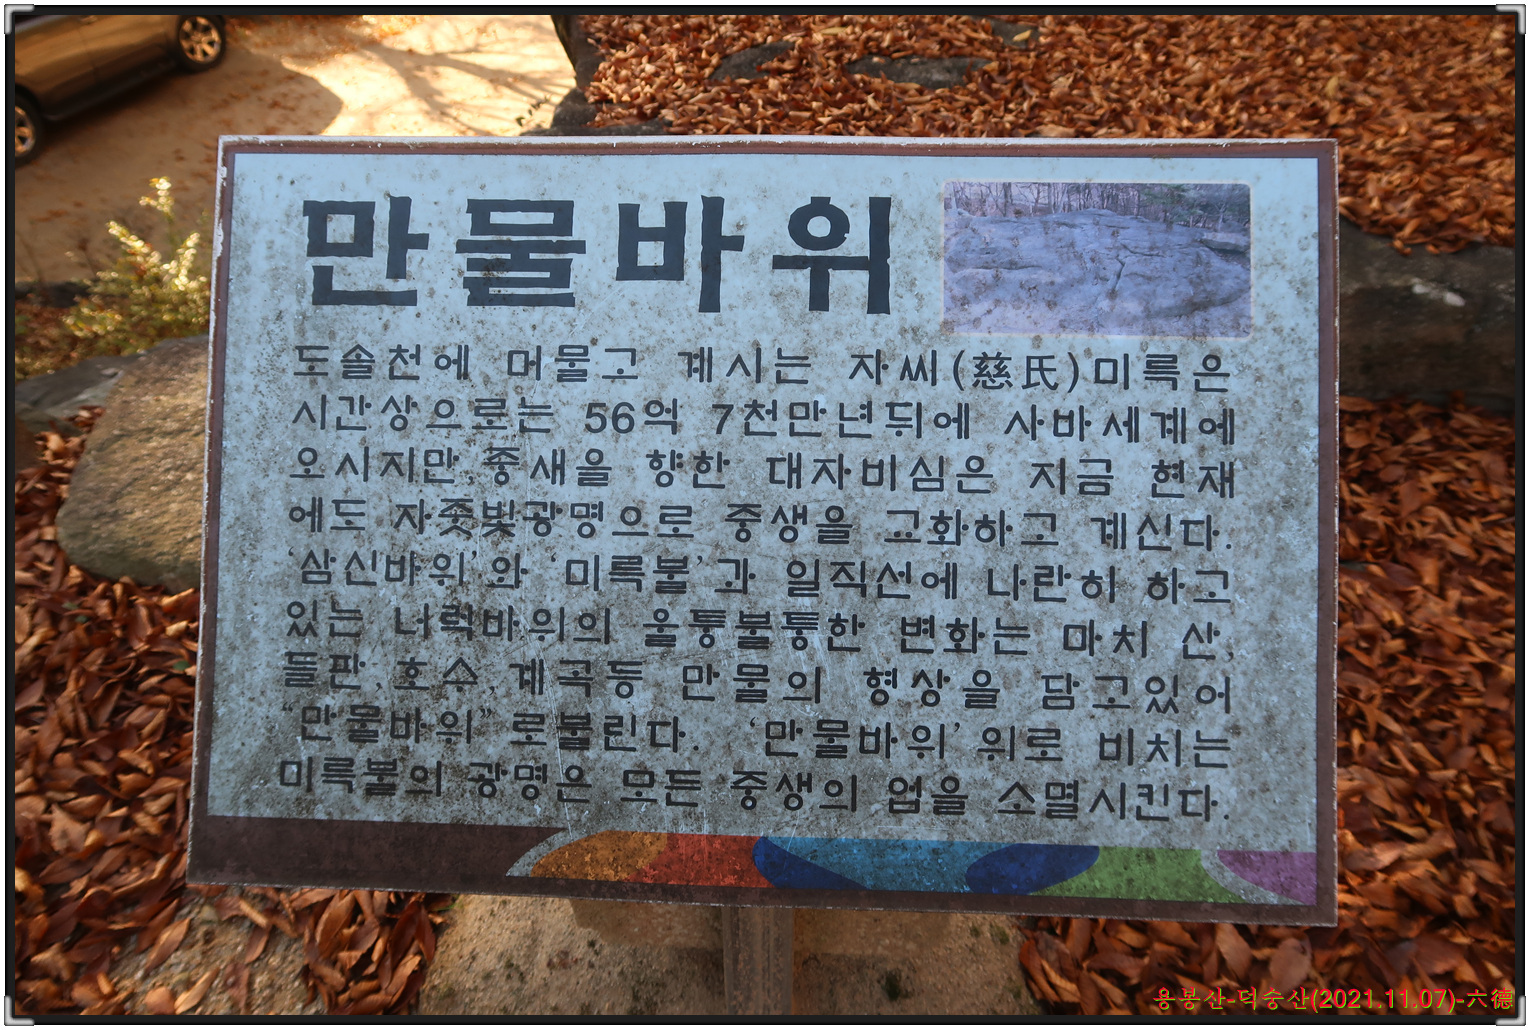 만물바위
도솔천에 머물고 계시는 자씨(慈氏)미륵은
시간상으로는 56억 7천만년뒤에 사바세계에
오시지만,중새을 향한 대자비심은 지금 현재
에도 자줏빛광명으로 중생을 교화하고 계신다.
‘삼신바위’와 ‘미륵불’과 일직선에 나란히 하고
있는 너럭바위의 울퉁불퉁한 변화는 마치 산,
들판,호수,계곡등 만물의 형상을 담고있어
“만물바위” 로불린다. ‘만물바위’위로 비치는
미륵불의 광명은 모든 중생의 업을 소멸시킨다.
용봉산-덕숭산(2021.11.07)-六德